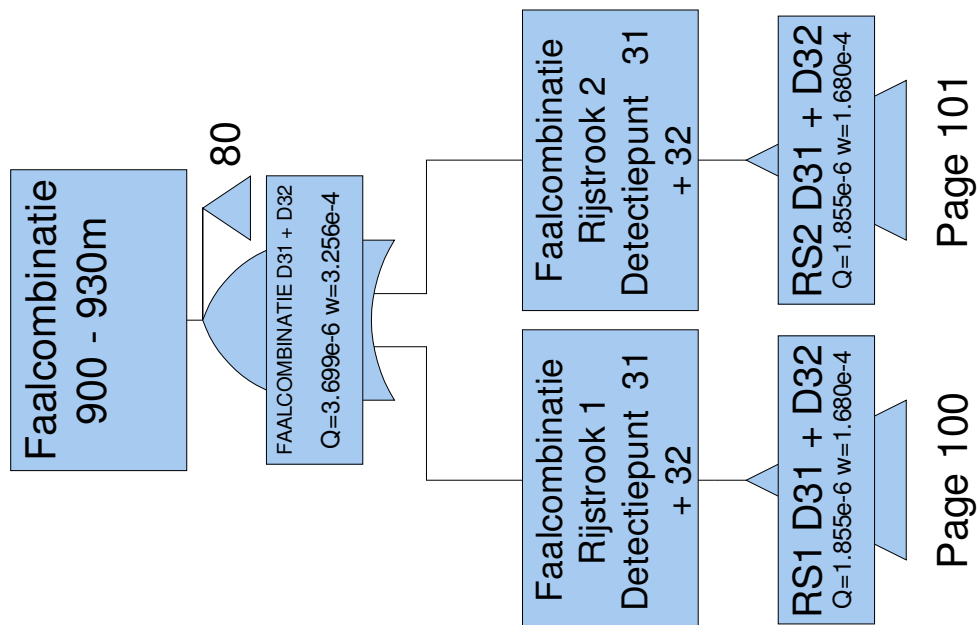 Faalcombinatie
900 - 930m
80
FAALCOMBINATIE D31 + D32
Q=3.699e-6 w=3.256e-4
Faalcombinatie
Rijstrook 1
Detectiepunt 31
+ 32
RS1 D31 + D32
Q=1.855e-6 w=1.680e-4
Page 100
Faalcombinatie
Rijstrook 2
Detectiepunt 31
+ 32
RS2 D31 + D32
Q=1.855e-6 w=1.680e-4
Page 101